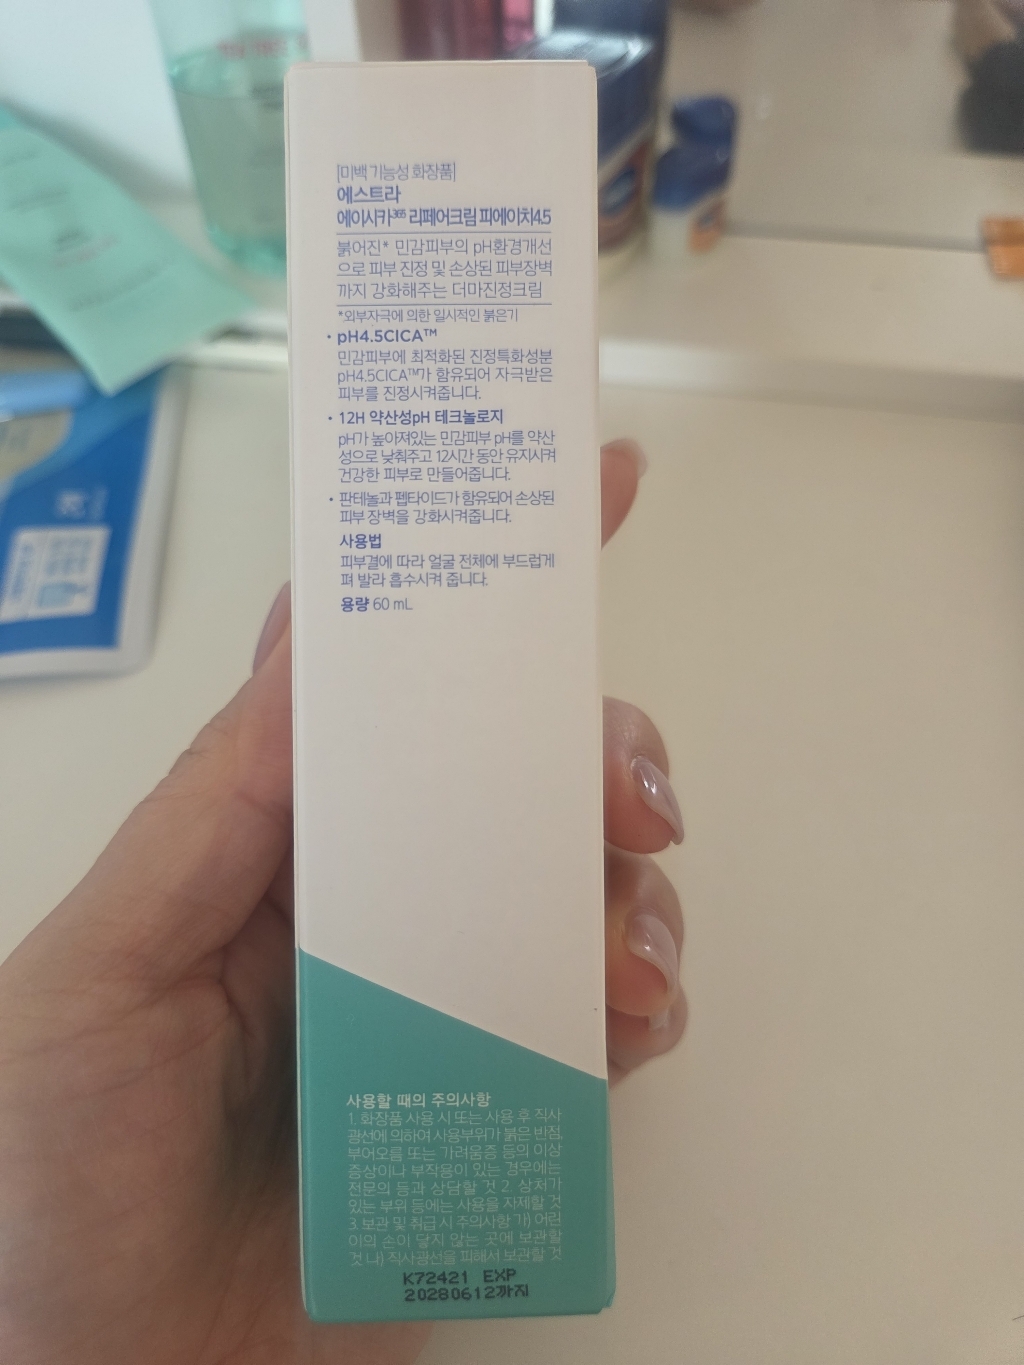 [미백 기능성 화장품]
에스트라
에이시카365 리페어크림 피에이치4.5
붉어진* 민감피부의 pH환경개선
으로 피부 진정 및 손상된 피부장벽
까지 강화해주는 더마진정크림
*외부자극에 의한 일시적인 붉은기
• pH4.5CICA™
민감피부에 최적화된 진정특화성분
pH4.5CICA™가 함유되어 자극받은
피부를 진정시켜줍니다.
• 12H 약산성pH 테크놀로지
pH가 높아져있는 민감피부 pH를 약산
성으로 낮춰주고 12시간 동안 유지시켜
건강한 피부로 만들어줍니다.
• 판테놀과 펩타이드가 함유되어 손상된
피부 장벽을 강화시켜줍니다.
사용법
피부결에 따라 얼굴 전체에 부드럽게
펴 발라 흡수시켜 줍니다.
용량 60 mL
사용할 때의 주의사항
1. 화장품 사용 시 또는 사용 후 직사
광선에 의하여 사용부위가 붉은 반점,
부어오름 또는 가려움증 등의 이상
증상이나 부작용이 있는 경우에는
전문의 등과 상담할 것 2. 상처가
있는 부위 등에는 사용을 자제할 것
3. 보관 및 취급 시 주의사항 가) 어린
이의 손이 닿지 않는 곳에 보관할
것 나) 직사광선을 피해서 보관할 것
K72421 EXP
20280612까지